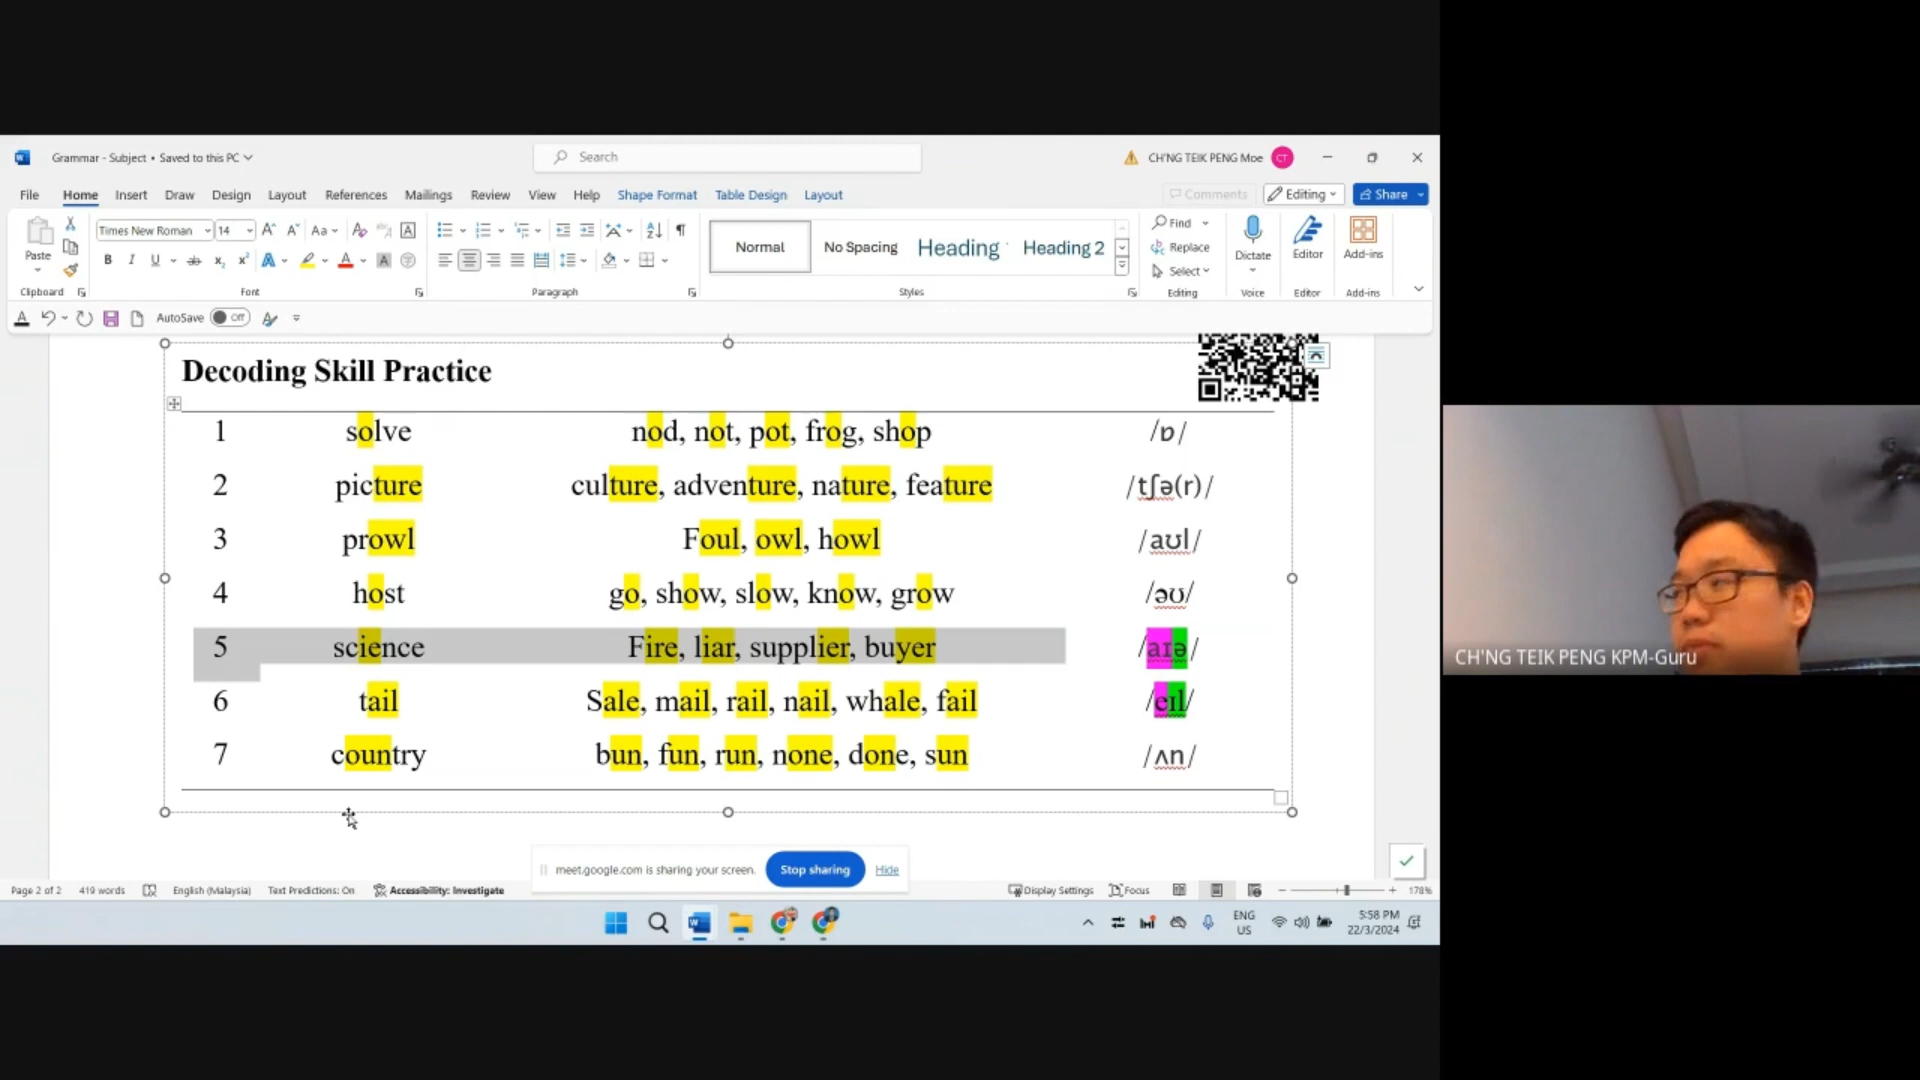 Grammar - Subject • Saved to this PC
Search
CH'NG TEIK PENG Moe
CT
File Home Insert Draw Design Layout References Mailings Review View Help Shape Format Table Design Layout
Comments
Editing
Share
Paste
Times New Roman
14
Aa
Normal
No Spacing
Heading
Heading 2
Find
Replace
Select
Dictate
Editor
Add-ins
Clipboard
Font
Paragraph
Styles
Editing
Voice
Editor
Add-ins
AutoSave Off
Decoding Skill Practice
1 solve nod, not, pot, frog, shop /ɒ/
2 picture culture, adventure, nature, feature /tʃə(r)/
3 prowl Foul, owl, howl /aʊl/
4 host go, show, slow, know, grow /əʊ/
5 science Fire, liar, supplier, buyer /aɪə/
6 tail Sale, mail, rail, nail, whale, fail /eɪl/
7 country bun, fun, run, none, done, sun /ʌn/
meet.google.com is sharing your screen.
Stop sharing
Hide
Page 2 of 2
419 words
English (Malaysia)
Text Predictions: On
Accessibility: Investigate
Display Settings
Focus
178%
ENG
US
5:58 PM
22/3/2024
CH'NG TEIK PENG KPM-Guru